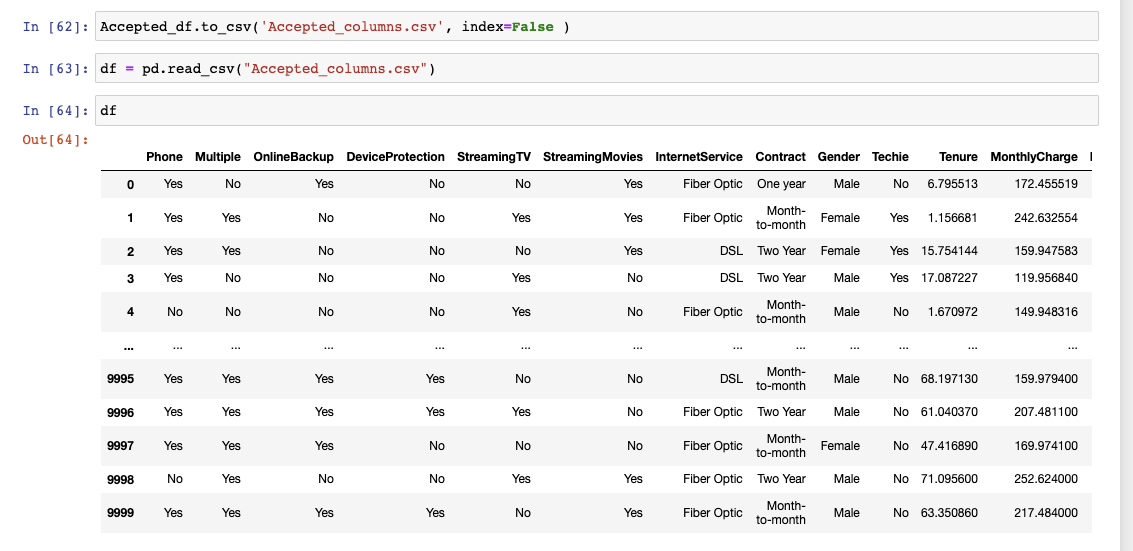 In [62]: Accepted_df.to_csv('Accepted_columns.csv', index=False )
In [63]: df = pd.read_csv("Accepted_columns.csv")
In [64]: df
Out[64]:
Phone Multiple OnlineBackup DeviceProtection StreamingTV StreamingMovies InternetService Contract Gender Techie Tenure MonthlyCharge
0 Yes No Yes No No Yes Fiber Optic One year Male No 6.795513 172.455519
1 Yes Yes No No Yes Yes Fiber Optic Month-
to-month Female Yes 1.156681 242.632554
2 Yes Yes No No No Yes DSL Two Year Female Yes 15.754144 159.947583
3 Yes No No No Yes No DSL Two Year Male Yes 17.087227 119.956840
4 No No No No Yes No Fiber Optic Month-
to-month Male No 1.670972 149.948316
... ... ... ... ... ... ... ... ... ... ... ... ...
9995 Yes Yes Yes Yes No No DSL Month-
to-month Male No 68.197130 159.979400
9996 Yes Yes Yes Yes Yes No Fiber Optic Two Year Male No 61.040370 207.481100
9997 Yes Yes Yes No No No Fiber Optic Month-
to-month Female No 47.416890 169.974100
9998 No Yes No No Yes Yes Fiber Optic Two Year Male No 71.095600 252.624000
9999 Yes Yes Yes Yes No Yes Fiber Optic Month-
to-month Male No 63.350860 217.484000